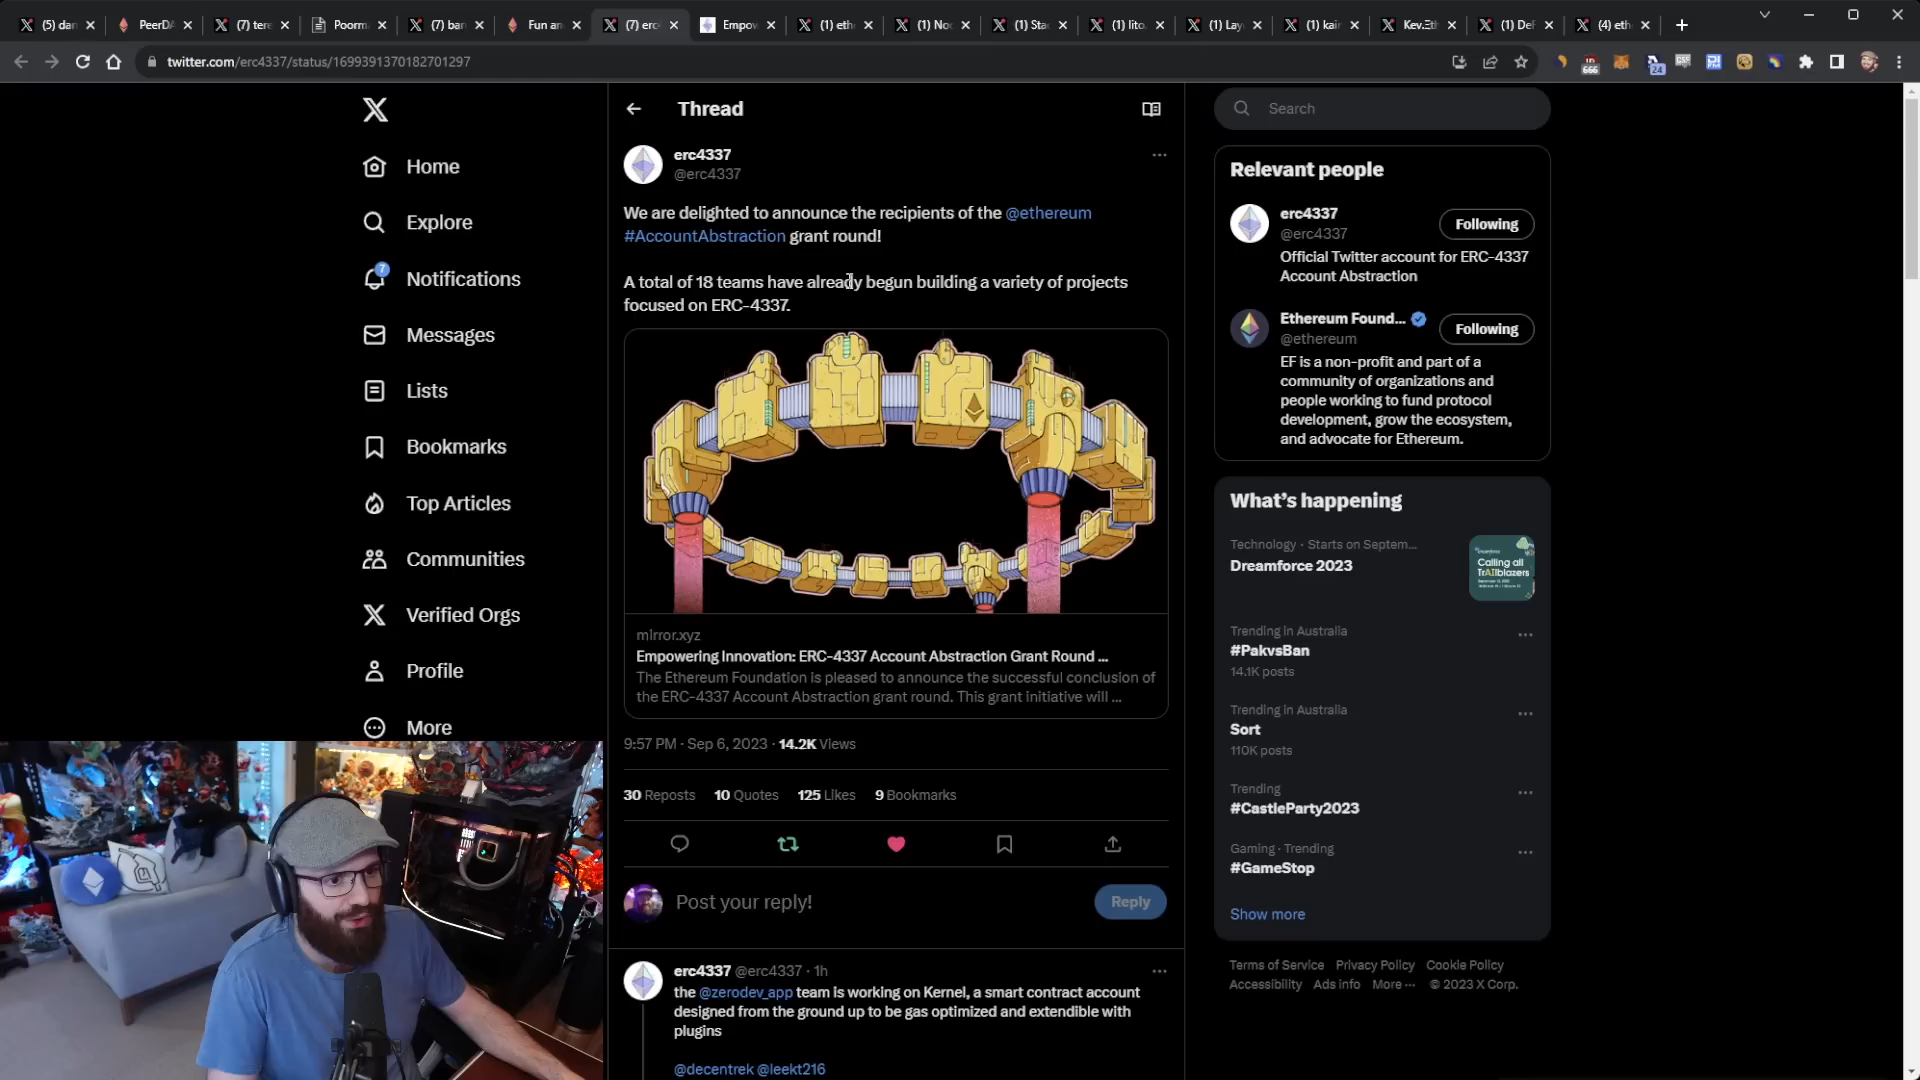 (5) dan
PeerDA
(7) tere
Poorma
(7) ban
Fun an
(7) erc4
Empow
(1) eth
(1) Noc
(1) Sta
(1) lito
(1) Lay
(1) kain
Kev.Eth
(1) DeF
(4) eth
twitter.com/erc4337/status/1699391370182701297
666
24
Home
Explore
7
Notifications
Messages
Lists
Bookmarks
Top Articles
Communities
Verified Orgs
Profile
More
Thread
erc4337
@erc4337
We are delighted to announce the recipients of the @ethereum
#AccountAbstraction grant round!
A total of 18 teams have already begun building a variety of projects
focused on ERC-4337.
mirror.xyz
Empowering Innovation: ERC-4337 Account Abstraction Grant Round ...
The Ethereum Foundation is pleased to announce the successful conclusion of
the ERC-4337 Account Abstraction grant round. This grant initiative will ...
9:57 PM · Sep 6, 2023 · 14.2K Views
30 Reposts 10 Quotes 125 Likes 9 Bookmarks
Post your reply!
Reply
erc4337 @erc4337 · 1h
the @zerodev_app team is working on Kernel, a smart contract account
designed from the ground up to be gas optimized and extendible with
plugins
@decentrek @leekt216
Search
Relevant people
erc4337
@erc4337
Following
Official Twitter account for ERC-4337
Account Abstraction
Ethereum Found...
@ethereum
Following
EF is a non-profit and part of a
community of organizations and
people working to fund protocol
development, grow the ecosystem,
and advocate for Ethereum.
What's happening
Technology · Starts on Septem...
Dreamforce 2023
Calling all
TrAIlblazers
Trending in Australia
#PakvsBan
14.1K posts
Trending in Australia
Sort
110K posts
Trending
#CastleParty2023
Gaming · Trending
#GameStop
Show more
Terms of Service Privacy Policy Cookie Policy
Accessibility Ads info More ··· © 2023 X Corp.